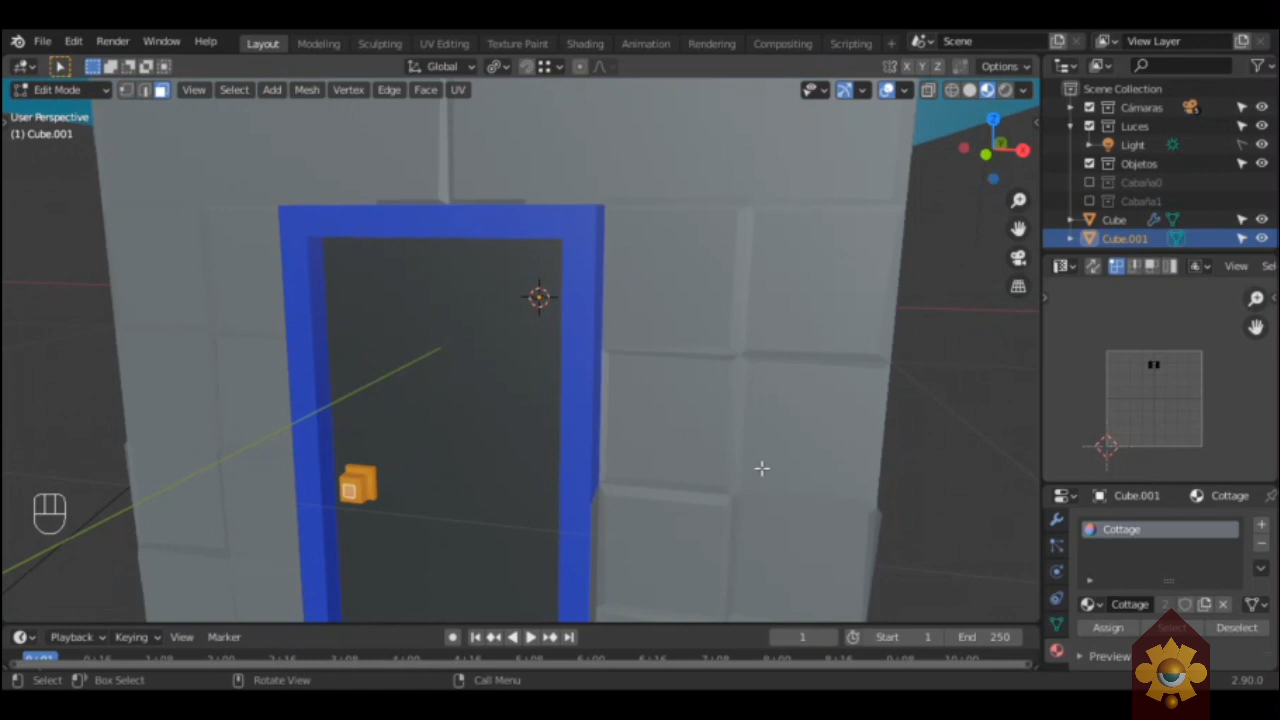 File Edit Render Window Help Layout Modeling Sculpting UV Editing Texture Paint Shading Animation Rendering Compositing Scripting + Scene View Layer
Global X Y Z Options
Edit Mode View Select Add Mesh Vertex Edge Face UV
Scene Collection
User Perspective
(1) Cube.001
Cámaras
Luces
Light
Objetos
Cabaña0
Cabaña1
Cube
Cube.001
View Sel
Cube.001 Cottage
Cottage
Cottage 2
Assign Select Deselect
Preview
Playback Keying View Marker 1 Start 1 End 250
Select Box Select Rotate View Call Menu 2.90.0